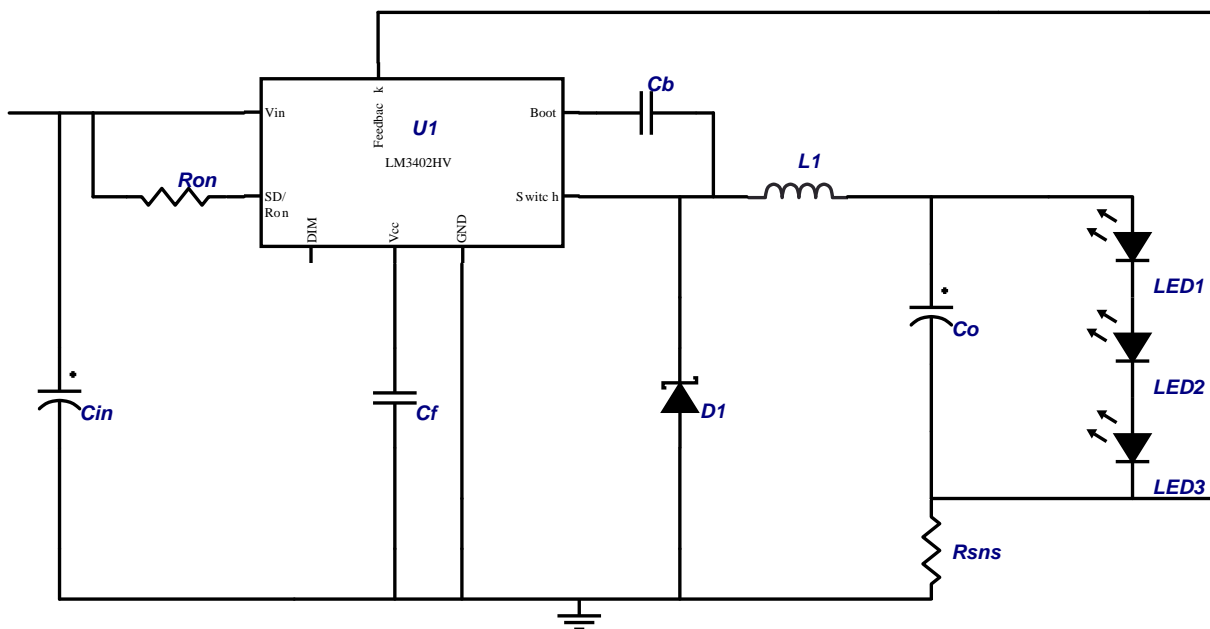 Cb
Vin
Feedbac k
U1
Boot
LM3402HV
L1
Ron
SD/
Ron
Switc h
DIM
Vcc
GND
LED1
Co
LED2
Cin
Cf
D1
LED3
Rsns